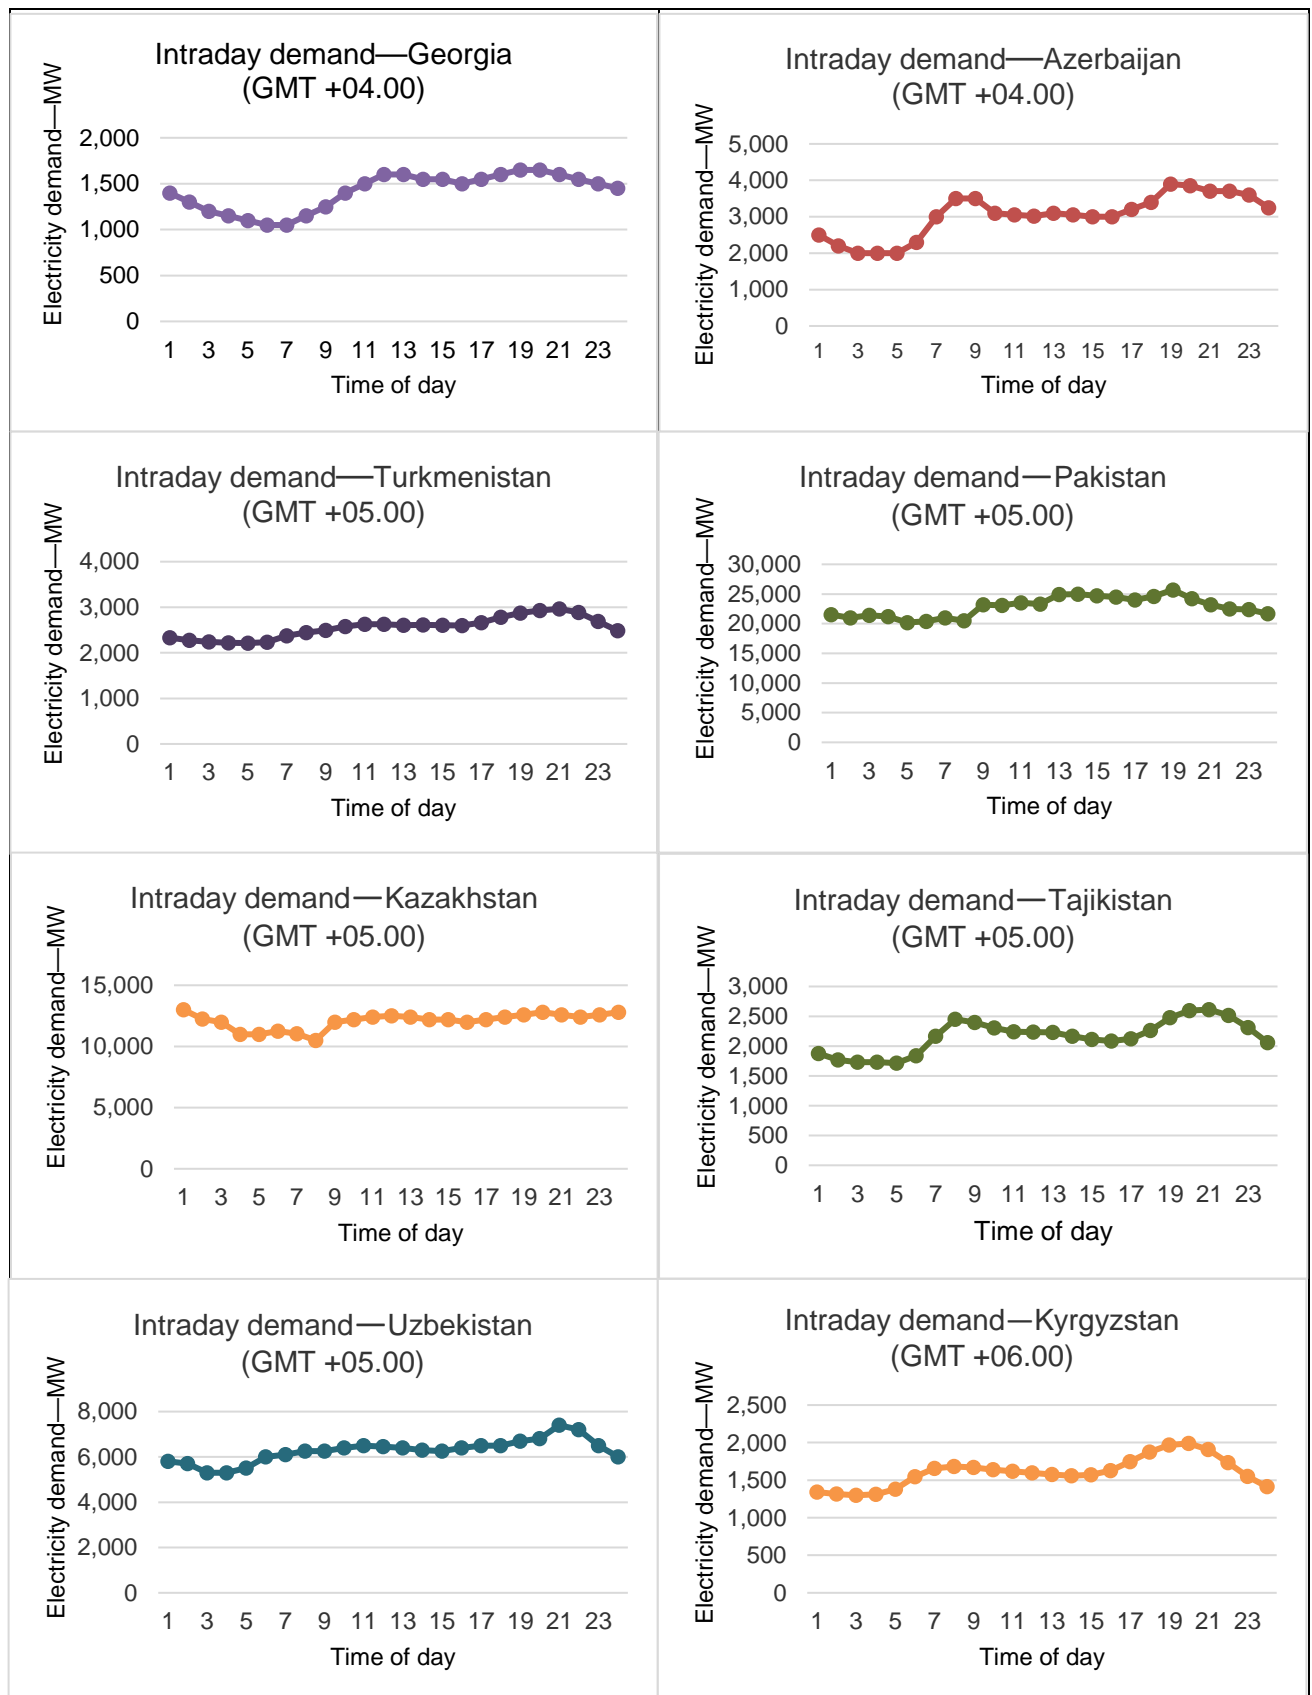 Intraday demand—Georgia
(GMT +04.00)
Electricity demand—MW
2,000
1,500
1,000
500
0
1 3 5 7 9 11 13 15 17 19 21 23
Time of day
Intraday demand—Azerbaijan
(GMT +04.00)
Electricity demand—MW
5,000
4,000
3,000
2,000
1,000
0
1 3 5 7 9 11 13 15 17 19 21 23
Time of day
Intraday demand—Turkmenistan
(GMT +05.00)
Electricity demand—MW
4,000
3,000
2,000
1,000
0
1 3 5 7 9 11 13 15 17 19 21 23
Time of day
Intraday demand—Pakistan
(GMT +05.00)
Electricity demand—MW
30,000
25,000
20,000
15,000
10,000
5,000
0
1 3 5 7 9 11 13 15 17 19 21 23
Time of day
Intraday demand—Kazakhstan
(GMT +05.00)
Electricity demand—MW
15,000
10,000
5,000
0
1 3 5 7 9 11 13 15 17 19 21 23
Time of day
Intraday demand—Tajikistan
(GMT +05.00)
Electricity demand—MW
3,000
2,500
2,000
1,500
1,000
500
0
1 3 5 7 9 11 13 15 17 19 21 23
Time of day
Intraday demand—Uzbekistan
(GMT +05.00)
Electricity demand—MW
8,000
6,000
4,000
2,000
0
1 3 5 7 9 11 13 15 17 19 21 23
Time of day
Intraday demand—Kyrgyzstan
(GMT +06.00)
Electricity demand—MW
2,500
2,000
1,500
1,000
500
0
1 3 5 7 9 11 13 15 17 19 21 23
Time of day